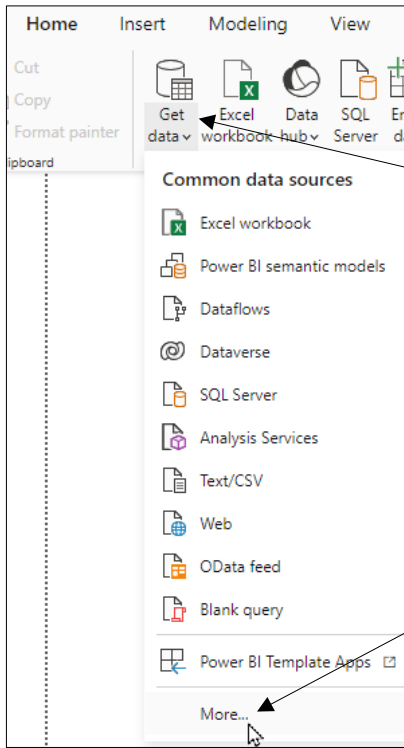 Home Insert Modeling View
Cut
Copy
Format painter
Get Excel Data SQL
data workbook hub Server
ipboard
Common data sources
Excel workbook
Power BI semantic models
Dataflows
Dataverse
SQL Server
Analysis Services
Text/CSV
Web
OData feed
Blank query
Power BI Template Apps
More...